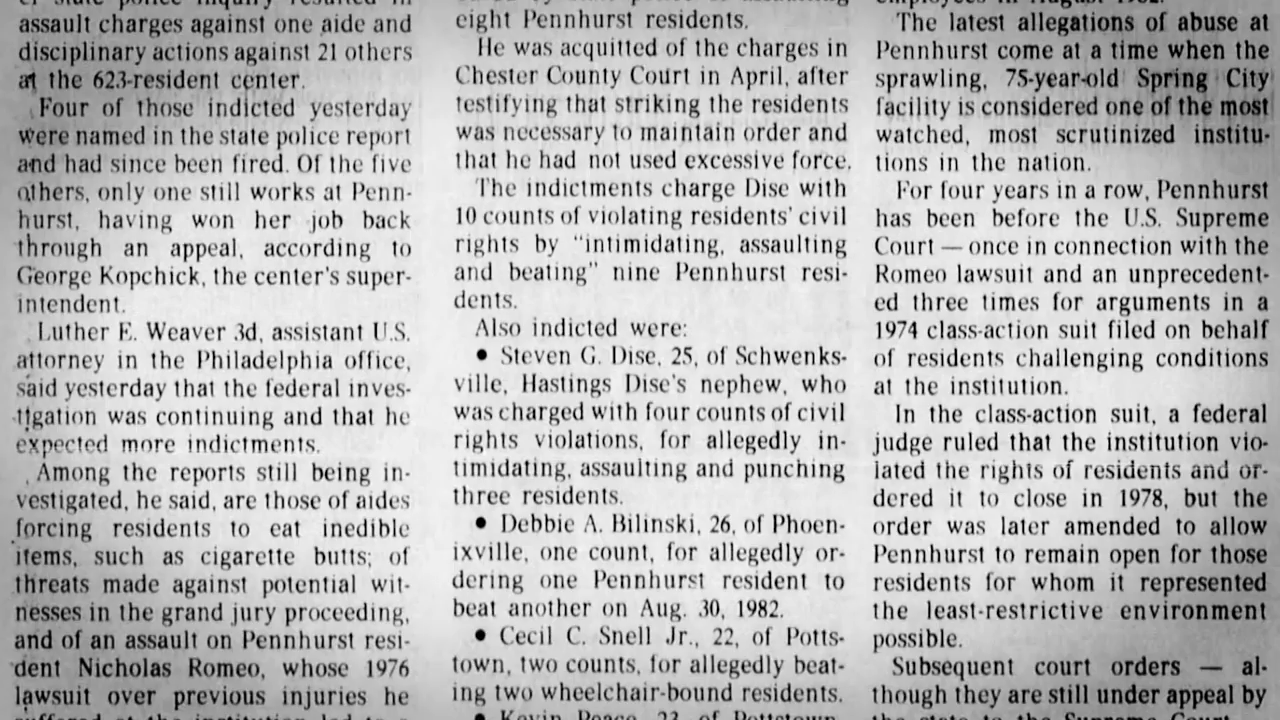 er state police inquiry resulted in
assault charges against one aide and
disciplinary actions against 21 others
at the 623-resident center.
Four of those indicted yesterday
were named in the state police report
and had since been fired. Of the five
others, only one still works at Penn-
hurst, having won her job back
through an appeal, according to
George Kopchick, the center's super-
intendent.
Luther E. Weaver 3d, assistant U.S.
attorney in the Philadelphia office,
said yesterday that the federal inves-
tigation was continuing and that he
expected more indictments.
Among the reports still being in-
vestigated, he said, are those of aides
forcing residents to eat inedible
items, such as cigarette butts; of
threats made against potential wit-
nesses in the grand jury proceeding,
and of an assault on Pennhurst resi-
dent Nicholas Romeo, whose 1976
lawsuit over previous injuries he
eight Pennhurst residents.
He was acquitted of the charges in
Chester County Court in April, after
testifying that striking the residents
was necessary to maintain order and
that he had not used excessive force.
The indictments charge Dise with
10 counts of violating residents' civil
rights by "intimidating, assaulting
and beating" nine Pennhurst resi-
dents.
Also indicted were:
• Steven G. Dise, 25, of Schwenks-
ville, Hastings Dise's nephew, who
was charged with four counts of civil
rights violations, for allegedly in-
timidating, assaulting and punching
three residents.
• Debbie A. Bilinski, 26, of Phoen-
ixville, one count, for allegedly or-
dering one Pennhurst resident to
beat another on Aug. 30, 1982.
• Cecil C. Snell Jr., 22, of Potts-
town, two counts, for allegedly beat-
ing two wheelchair-bound residents.
• Kevin 22, of Pottstown,
employees in August 1982.
The latest allegations of abuse at
Pennhurst come at a time when the
sprawling, 75-year-old Spring City
facility is considered one of the most
watched, most scrutinized institu-
tions in the nation.
For four years in a row, Pennhurst
has been before the U.S. Supreme
Court — once in connection with the
Romeo lawsuit and an unprecedent-
ed three times for arguments in a
1974 class-action suit filed on behalf
of residents challenging conditions
at the institution.
In the class-action suit, a federal
judge ruled that the institution vio-
lated the rights of residents and or-
dered it to close in 1978, but the
order was later amended to allow
Pennhurst to remain open for those
residents for whom it represented
the least-restrictive environment
possible.
Subsequent court orders — al-
though they are still under appeal by
the state to the Supreme Court